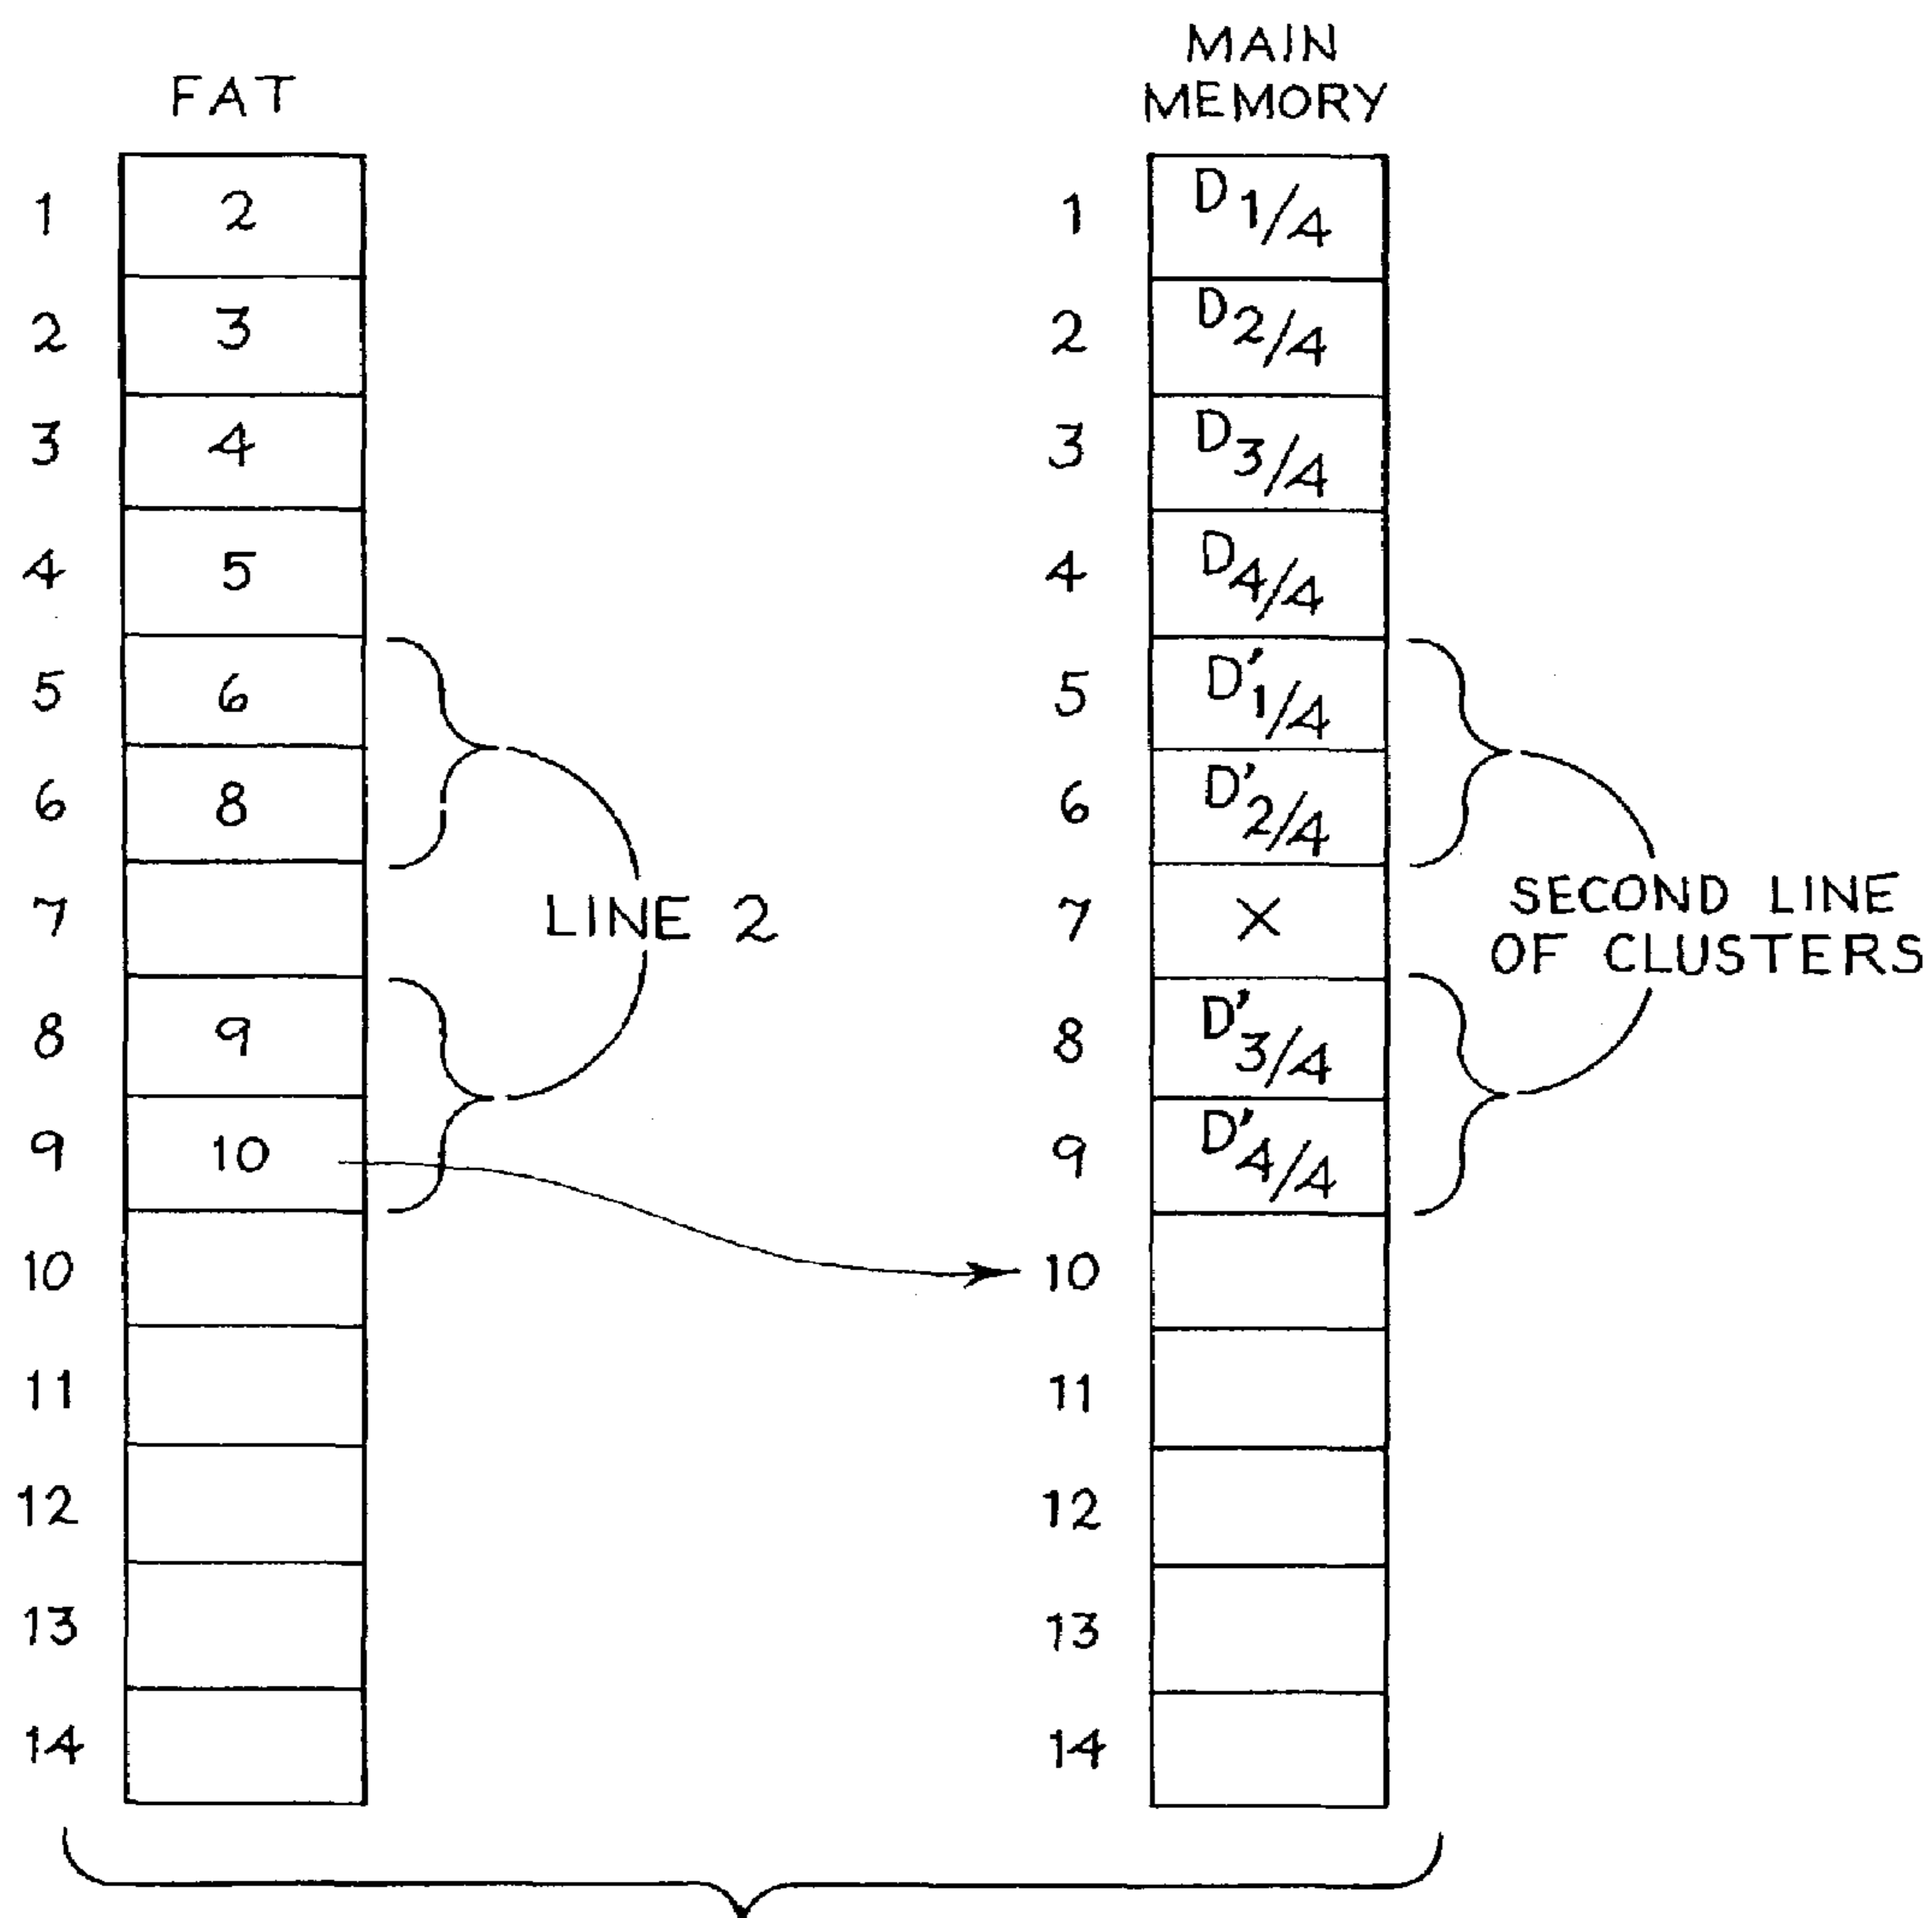 FAT
MAIN
MEMORY
1 2 1 D1/4
2 3 2 D2/4
3 4 3 D3/4
4 5 4 D4/4
5 6 5 D'1/4
6 8 6 D'2/4
7 LINE 2 7 X SECOND LINE
OF CLUSTERS
8 9 8 D'3/4
9 10 9 D'4/4
10 10
11 11
12 12
13 13
14 14